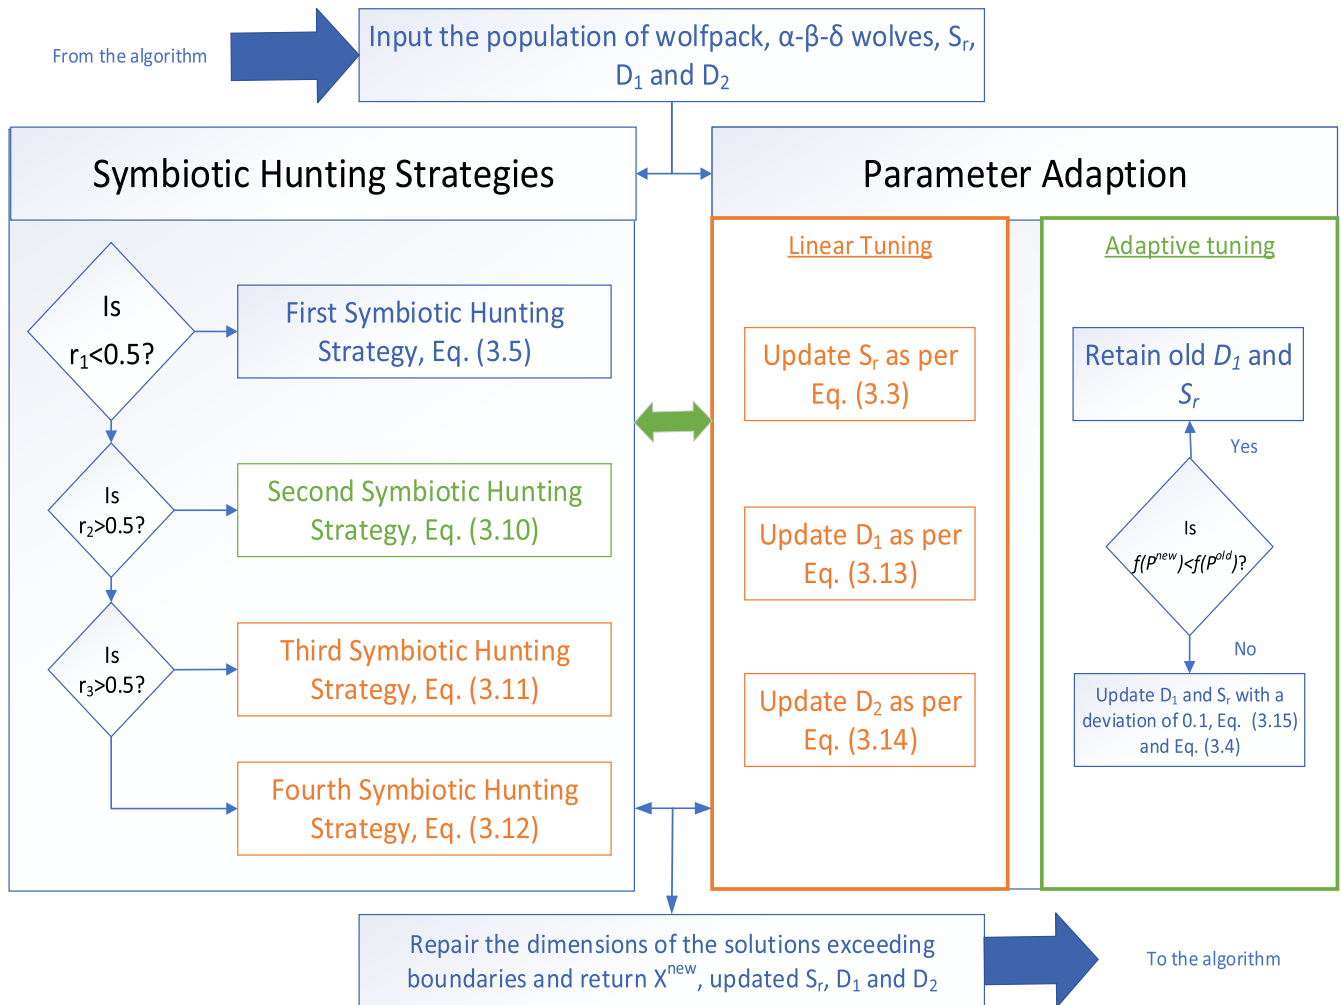 From the algorithm
Input the population of wolfpack, α-β-δ wolves, Sr,
D1 and D2
Symbiotic Hunting Strategies
Is
r1<0.5?
First Symbiotic Hunting
Strategy, Eq. (3.5)
Is
r2>0.5?
Second Symbiotic Hunting
Strategy, Eq. (3.10)
Is
r3>0.5?
Third Symbiotic Hunting
Strategy, Eq. (3.11)
Fourth Symbiotic Hunting
Strategy, Eq. (3.12)
Parameter Adaption
Linear Tuning
Update Sr as per
Eq. (3.3)
Update D1 as per
Eq. (3.13)
Update D2 as per
Eq. (3.14)
Adaptive tuning
Retain old D1 and
Sr
Yes
Is
f(Pnew)<f(Pold)?
No
Update D1 and Sr with a
deviation of 0.1, Eq. (3.15)
and Eq. (3.4)
Repair the dimensions of the solutions exceeding
boundaries and return Xnew, updated Sr, D1 and D2
To the algorithm